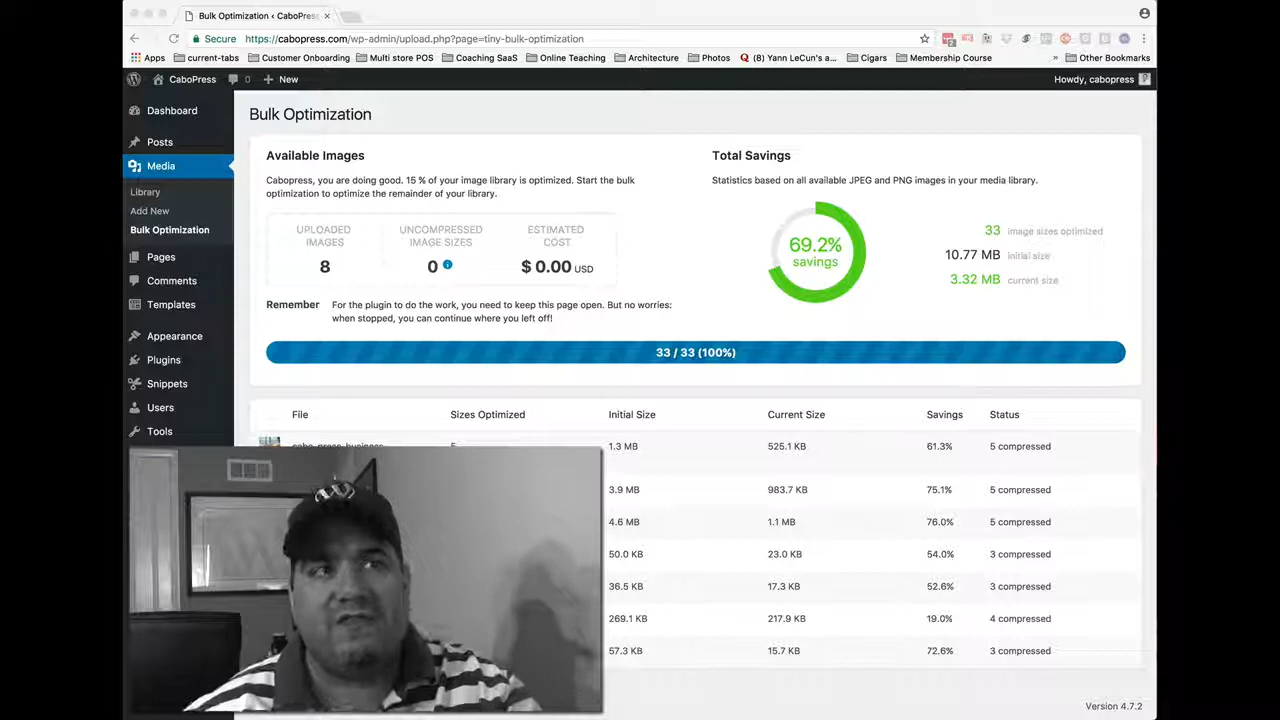 Bulk Optimization ‹ CaboPress
Secure https://cabopress.com/wp-admin/upload.php?page=tiny-bulk-optimization
Apps current-tabs Customer Onboarding Multi store POS Coaching SaaS Online Teaching Architecture Photos (8) Yann LeCun's a... Cigars Membership Course » Other Bookmarks
CaboPress 0 + New Howdy, cabopress
Dashboard
Posts
Media
Library
Add New
Bulk Optimization
Pages
Comments
Templates
Appearance
Plugins
Snippets
Users
Tools
Bulk Optimization
Available Images
Cabopress, you are doing good. 15 % of your image library is optimized. Start the bulk
optimization to optimize the remainder of your library.
UPLOADED IMAGES
8
UNCOMPRESSED IMAGE SIZES
0
ESTIMATED COST
$ 0.00 USD
Remember For the plugin to do the work, you need to keep this page open. But no worries:
when stopped, you can continue where you left off!
Total Savings
Statistics based on all available JPEG and PNG images in your media library.
69.2%
savings
33 image sizes optimized
10.77 MB initial size
3.32 MB current size
33 / 33 (100%)
File Sizes Optimized Initial Size Current Size Savings Status
cabo-press-business 5 1.3 MB 525.1 KB 61.3% 5 compressed
3.9 MB 983.7 KB 75.1% 5 compressed
4.6 MB 1.1 MB 76.0% 5 compressed
50.0 KB 23.0 KB 54.0% 3 compressed
36.5 KB 17.3 KB 52.6% 3 compressed
269.1 KB 217.9 KB 19.0% 4 compressed
57.3 KB 15.7 KB 72.6% 3 compressed
Version 4.7.2